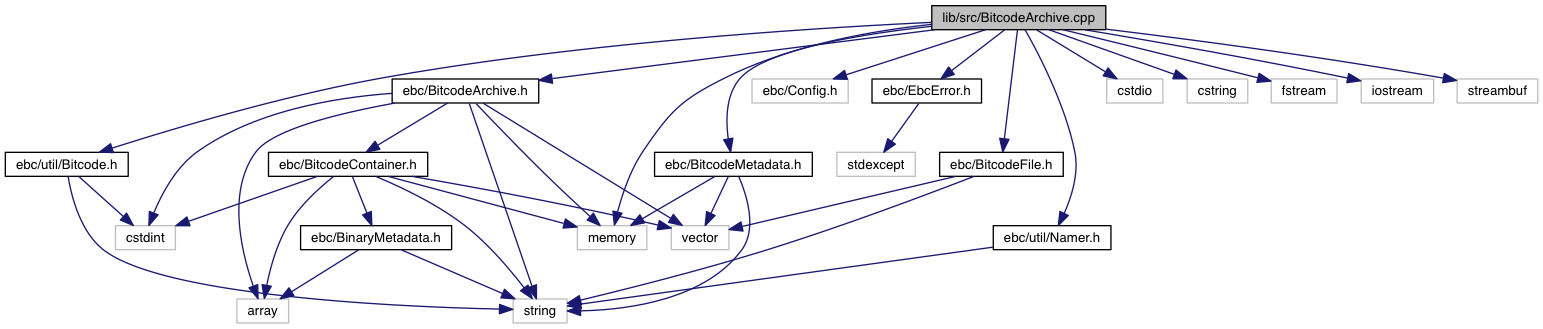 lib/src/BitcodeArchive.cpp
ebc/BitcodeArchive.h
ebc/Config.h
ebc/EbcError.h
cstdio
cstring
fstream
iostream
streambuf
ebc/util/Bitcode.h
ebc/BitcodeContainer.h
ebc/BitcodeMetadata.h
stdexcept
ebc/BitcodeFile.h
cstdint
ebc/BinaryMetadata.h
memory
vector
ebc/util/Namer.h
array
string